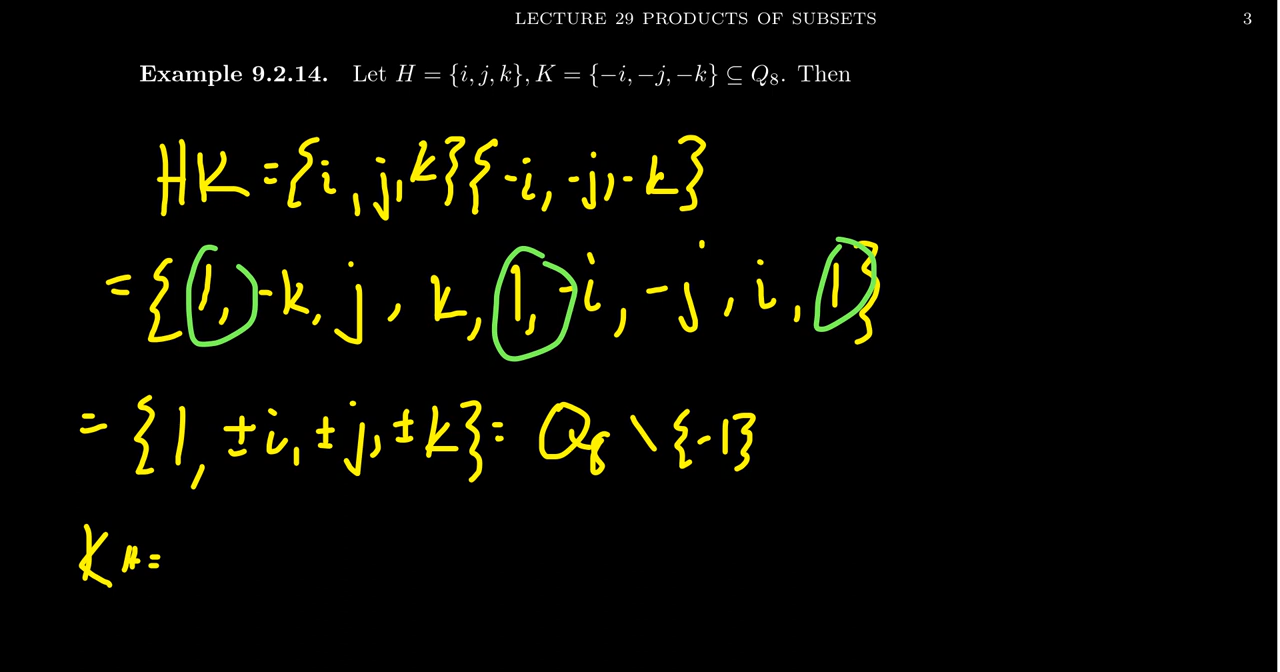 LECTURE 29 PRODUCTS OF SUBSETS 3
Example 9.2.14. Let H = {i, j, k}, K = {−i, −j, −k} ⊆ Q₈. Then
HK = {i, j, k}{-i, -j, -k}
= {1, -k, j, k, 1, -i, -j, i, 1}
= {1, ±i, ±j, ±k} = Q₈ \ {-1}
KH =